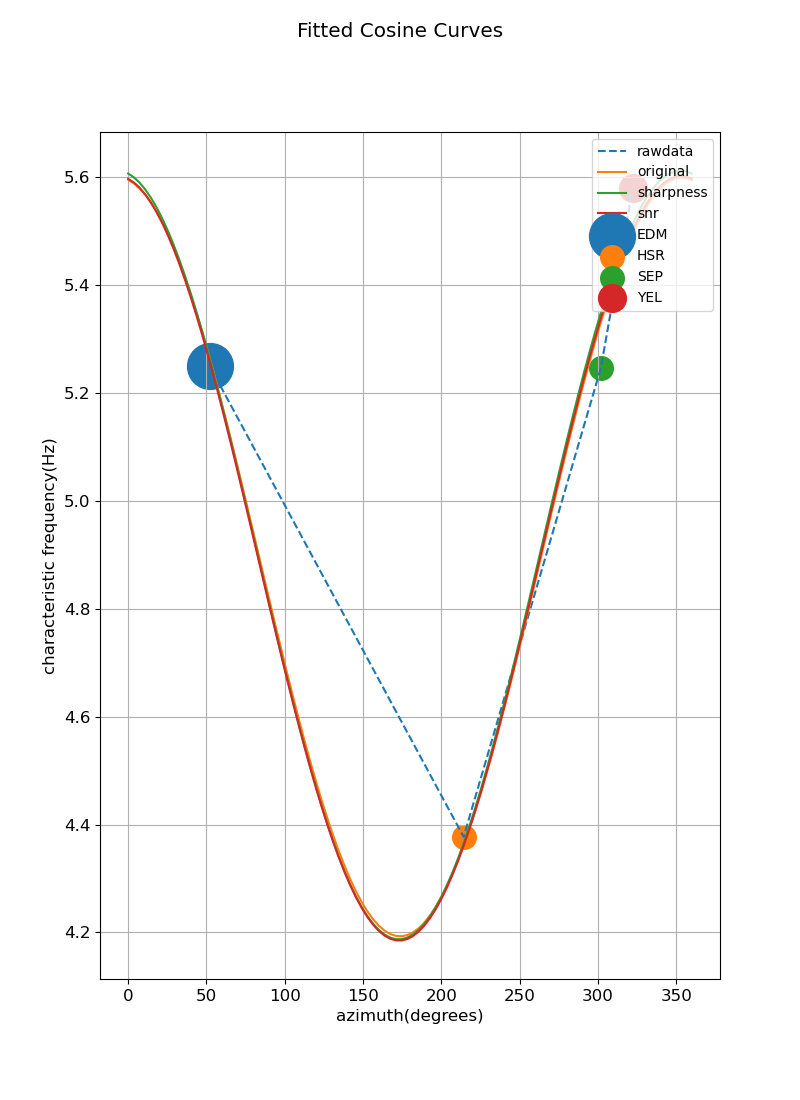 Fitted Cosine Curves
rawdata
original
sharpness
snr
EDM
HSR
SEP
YEL
5.6
5.4
5.2
5.0
4.8
4.6
4.4
4.2
characteristic frequency(Hz)
0 50 100 150 200 250 300 350
azimuth(degrees)